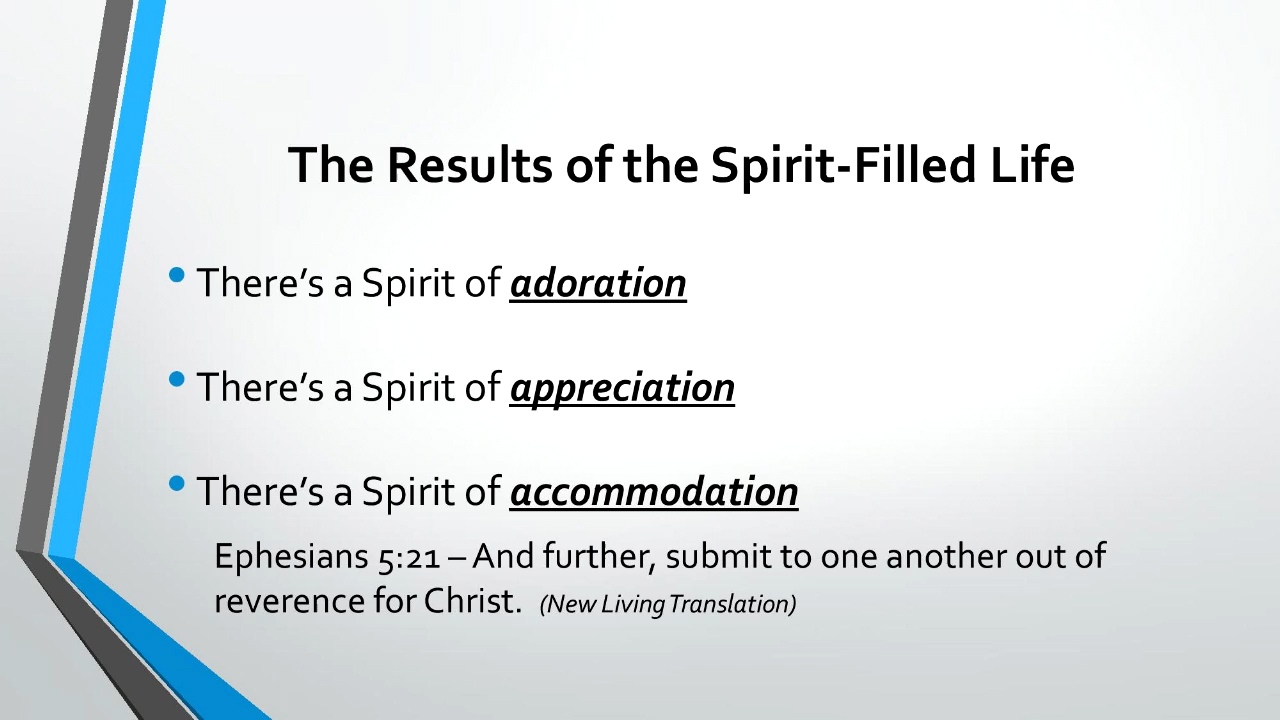 The Results of the Spirit-Filled Life
• There’s a Spirit of adoration
• There’s a Spirit of appreciation
• There’s a Spirit of accommodation
Ephesians 5:21 – And further, submit to one another out of
reverence for Christ. (New Living Translation)